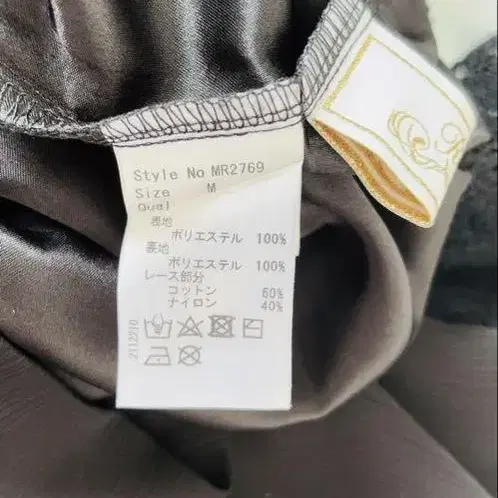 Style No MR2769
Size M
Qual
表地
ポリエステル 100%
裏地
ポリエステル 100%
レース部分
コットン 60%
ナイロン 40%
2112210